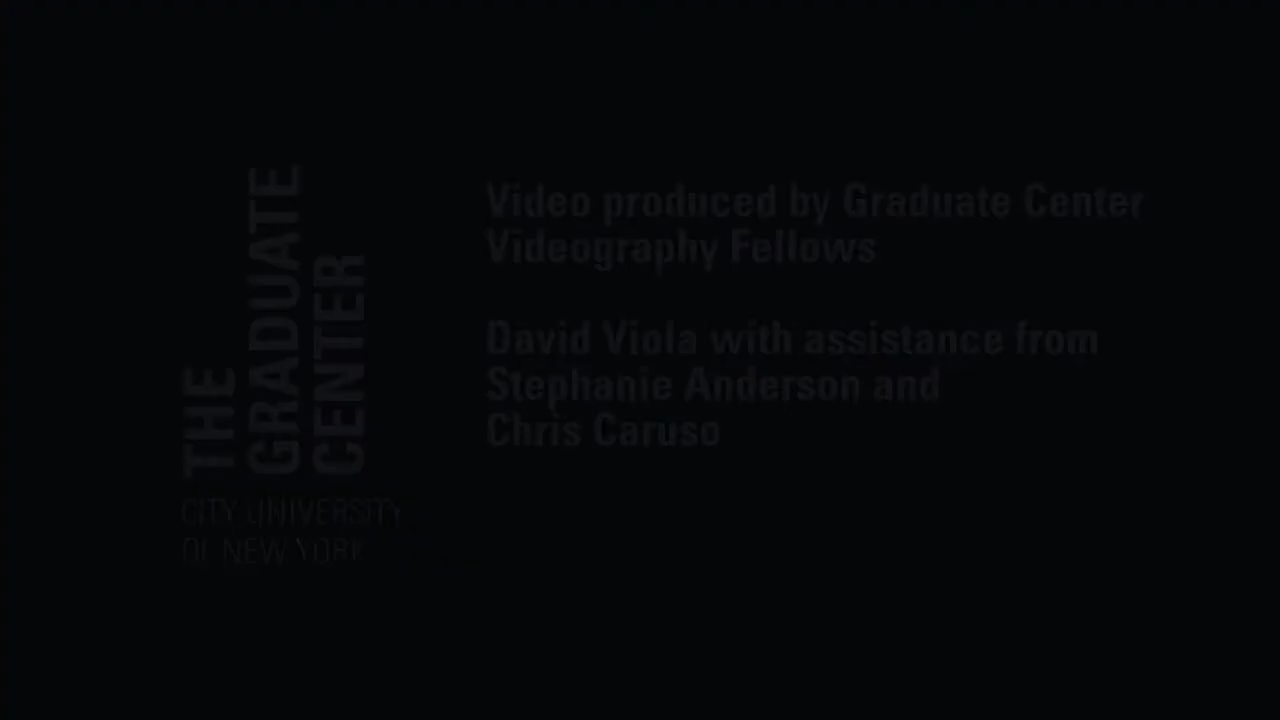 THE
GRADUATE
CENTER
CITY UNIVERSITY
OF NEW YORK
Video produced by Graduate Center
Videography Fellows
David Viola with assistance from
Stephanie Anderson and
Chris Caruso